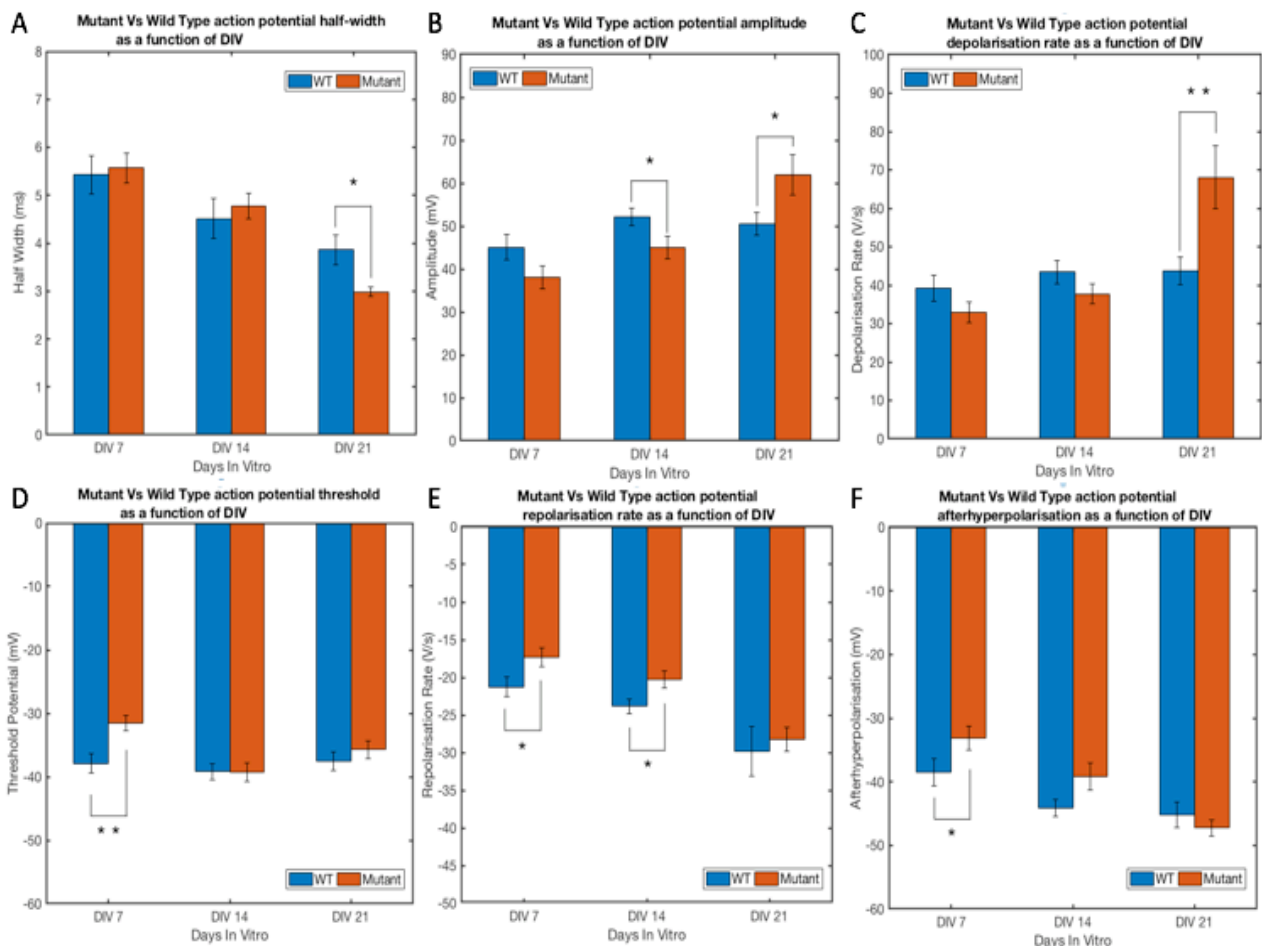 A
Mutant Vs Wild Type action potential half-width
as a function of DIV
8
7
6
5
4
3
2
1
0
Half Width (ms)
WT
Mutant
*
DIV 7
DIV 14
DIV 21
Days In Vitro
B
Mutant Vs Wild Type action potential amplitude
as a function of DIV
90
80
70
60
50
40
30
20
10
0
Amplitude (mV)
WT
Mutant
*
*
DIV 7
DIV 14
DIV 21
Days In Vitro
C
Mutant Vs Wild Type action potential
depolarisation rate as a function of DIV
100
90
80
70
60
50
40
30
20
10
0
Depolarisation Rate (V/s)
WT
Mutant
* *
DIV 7
DIV 14
DIV 21
Days In Vitro
D
Mutant Vs Wild Type action potential threshold
as a function of DIV
0
-10
-20
-30
-40
-50
-60
Threshold Potential (mV)
* *
WT
Mutant
DIV 7
DIV 14
DIV 21
Days In Vitro
E
Mutant Vs Wild Type action potential
repolarisation rate as a function of DIV
0
-5
-10
-15
-20
-25
-30
-35
-40
-45
-50
Repolarisation Rate (V/s)
*
*
WT
Mutant
DIV 7
DIV 14
DIV 21
Days In Vitro
F
Mutant Vs Wild Type action potential
afterhyperpolarisation as a function of DIV
0
-10
-20
-30
-40
-50
-60
Afterhyperpolarisation (mV)
*
WT
Mutant
DIV 7
DIV 14
DIV 21
Days In Vitro